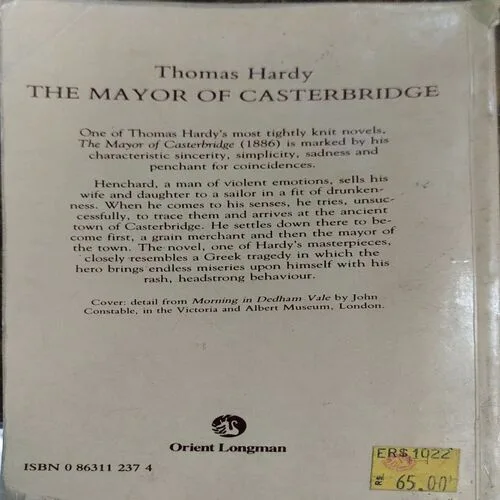 Thomas Hardy
THE MAYOR OF CASTERBRIDGE
One of Thomas Hardy's most tightly knit novels,
The Mayor of Casterbridge (1886) is marked by his
characteristic sincerity, simplicity, sadness and
penchant for coincidences.
Henchard, a man of violent emotions, sells his
wife and daughter to a sailor in a fit of drunken-
ness. When he comes to his senses, he tries, unsuc-
cessfully, to trace them and arrives at the ancient
town of Casterbridge. He settles down there to be-
come first, a grain merchant and then the mayor of
the town. The novel, one of Hardy's masterpieces,
closely resembles a Greek tragedy in which the
hero brings endless miseries upon himself with his
rash, headstrong behaviour.
Cover: detail from Morning in Dedham Vale by John
Constable, in the Victoria and Albert Museum, London.
Orient Longman
ISBN 0 86311 237 4
ER$ 1922
RS. 65.00